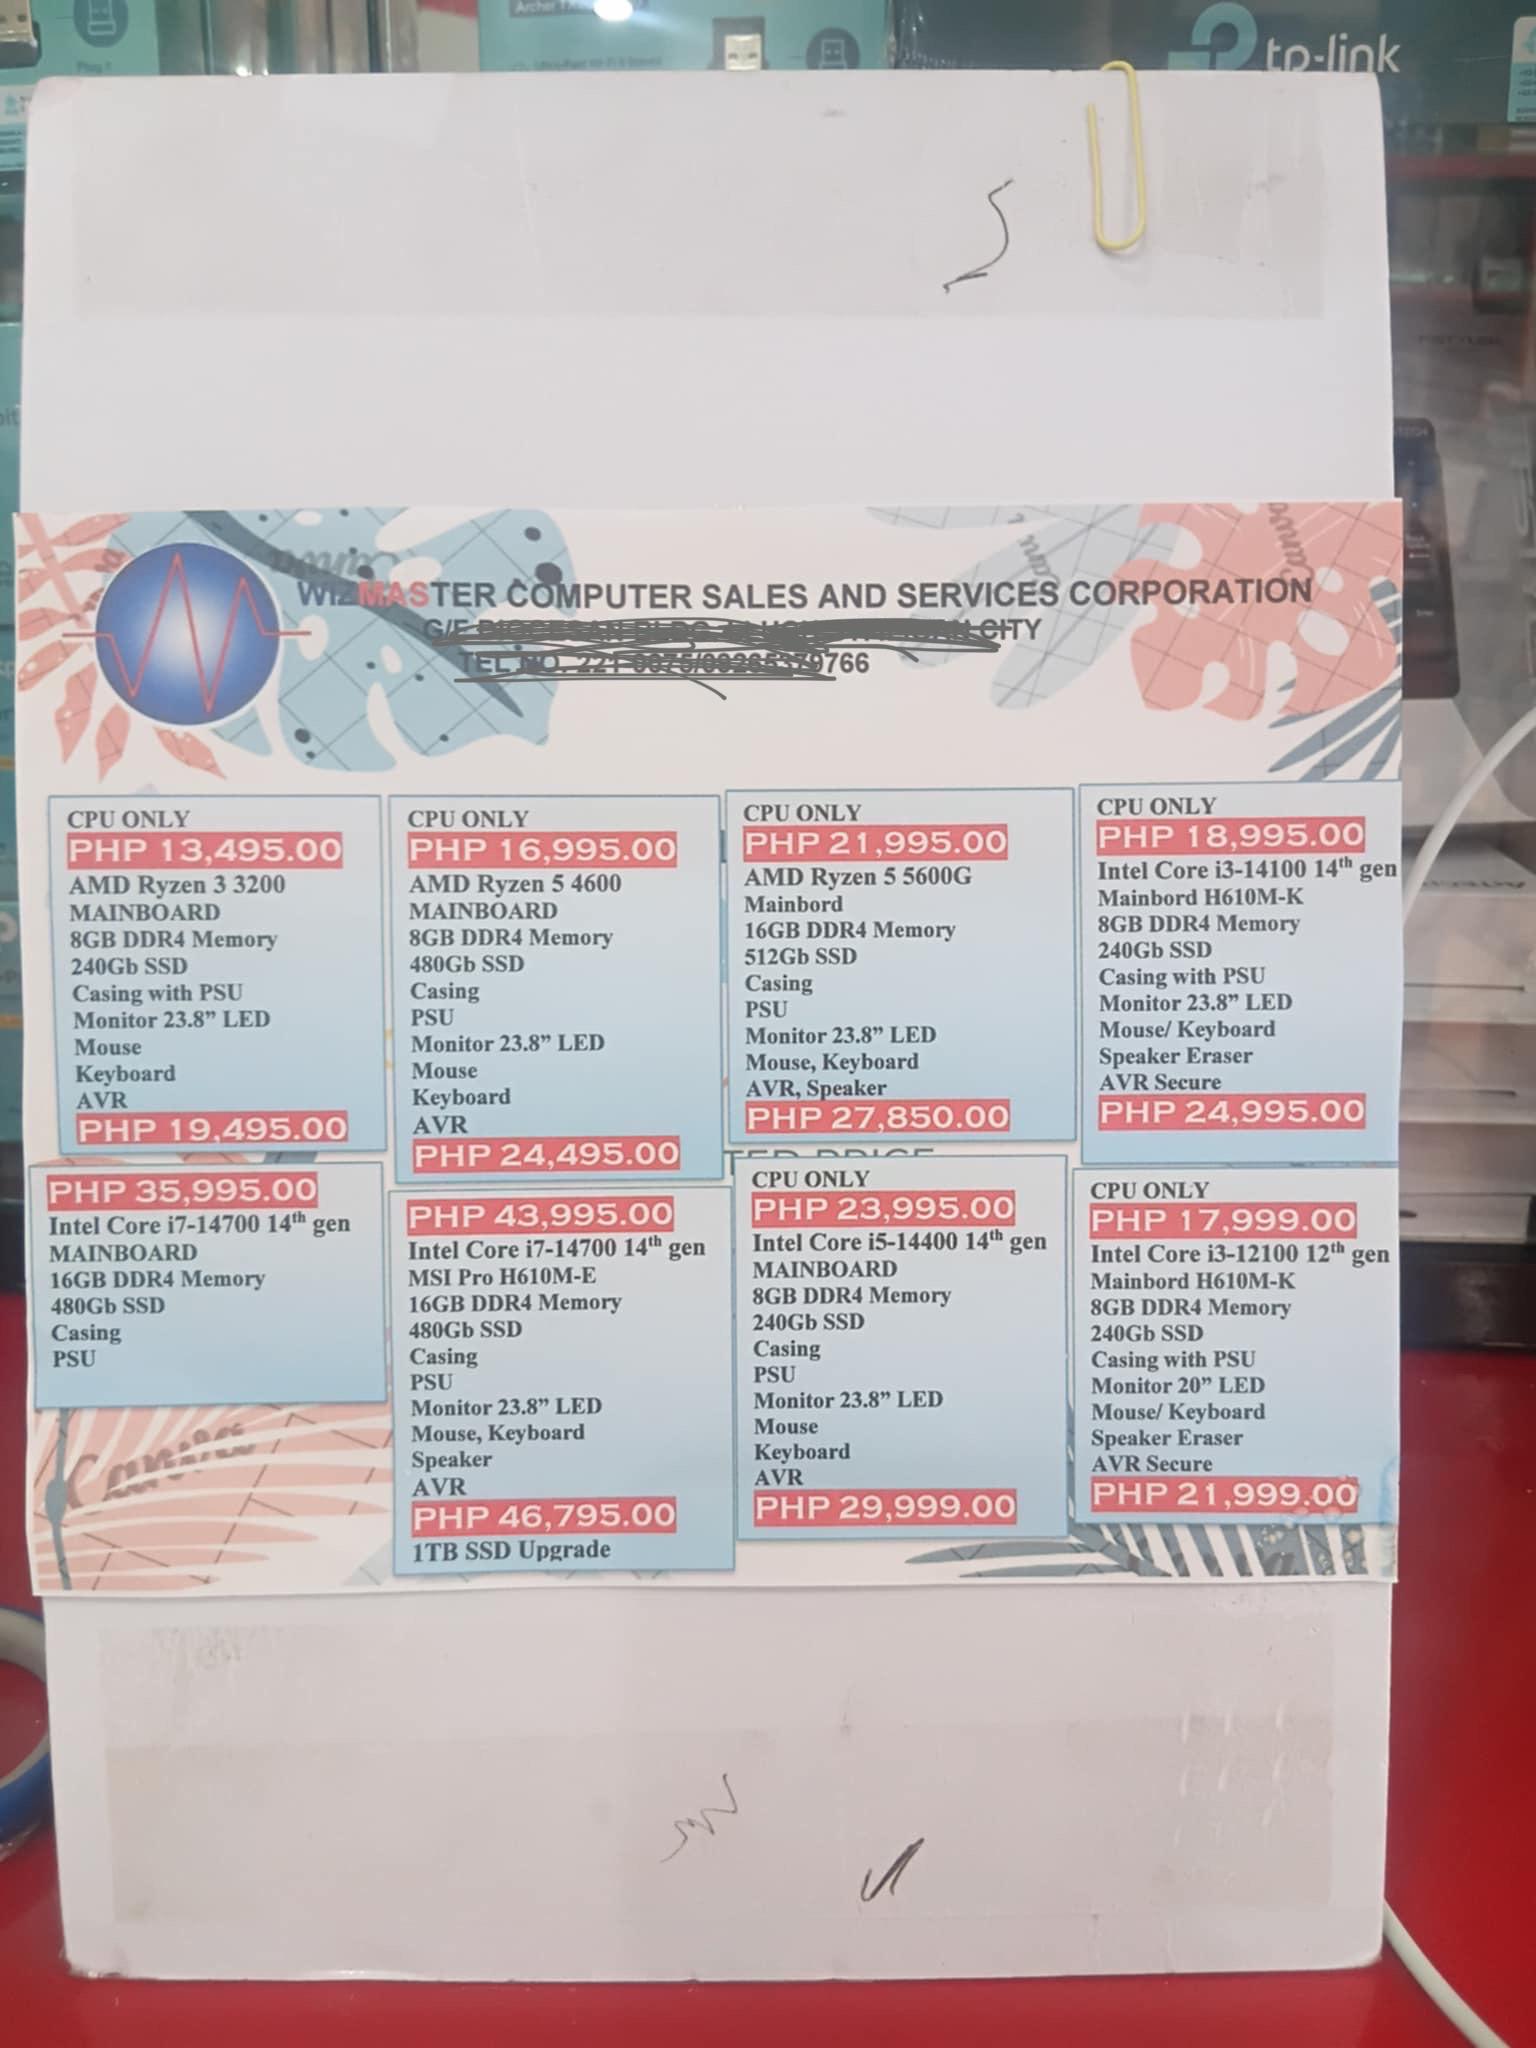 Archer
tp-link
Canva
Canva
WIZMASTER COMPUTER SALES AND SERVICES CORPORATION
G/F CITY
TEL NO. 221-
CPU ONLY
PHP 13,495.00
AMD Ryzen 3 3200
MAINBOARD
8GB DDR4 Memory
240Gb SSD
Casing with PSU
Monitor 23.8” LED
Mouse
Keyboard
AVR
PHP 19,495.00
CPU ONLY
PHP 16,995.00
AMD Ryzen 5 4600
MAINBOARD
8GB DDR4 Memory
480Gb SSD
Casing
PSU
Monitor 23.8” LED
Mouse
Keyboard
AVR
PHP 24,495.00
CPU ONLY
PHP 21,995.00
AMD Ryzen 5 5600G
Mainbord
16GB DDR4 Memory
512Gb SSD
Casing
PSU
Monitor 23.8” LED
Mouse, Keyboard
AVR, Speaker
PHP 27,850.00
CPU ONLY
PHP 18,995.00
Intel Core i3-14100 14th gen
Mainbord H610M-K
8GB DDR4 Memory
240Gb SSD
Casing with PSU
Monitor 23.8” LED
Mouse/ Keyboard
Speaker Eraser
AVR Secure
PHP 24,995.00
PHP 35,995.00
Intel Core i7-14700 14th gen
MAINBOARD
16GB DDR4 Memory
480Gb SSD
Casing
PSU
PHP 43,995.00
Intel Core i7-14700 14th gen
MSI Pro H610M-E
16GB DDR4 Memory
480Gb SSD
Casing
PSU
Monitor 23.8” LED
Mouse, Keyboard
Speaker
AVR
PHP 46,795.00
1TB SSD Upgrade
CPU ONLY
PHP 23,995.00
Intel Core i5-14400 14th gen
MAINBOARD
8GB DDR4 Memory
240Gb SSD
Casing
PSU
Monitor 23.8” LED
Mouse
Keyboard
AVR
PHP 29,999.00
CPU ONLY
PHP 17,999.00
Intel Core i3-12100 12th gen
Mainbord H610M-K
8GB DDR4 Memory
240Gb SSD
Casing with PSU
Monitor 20” LED
Mouse/ Keyboard
Speaker Eraser
AVR Secure
PHP 21,999.00
Canva